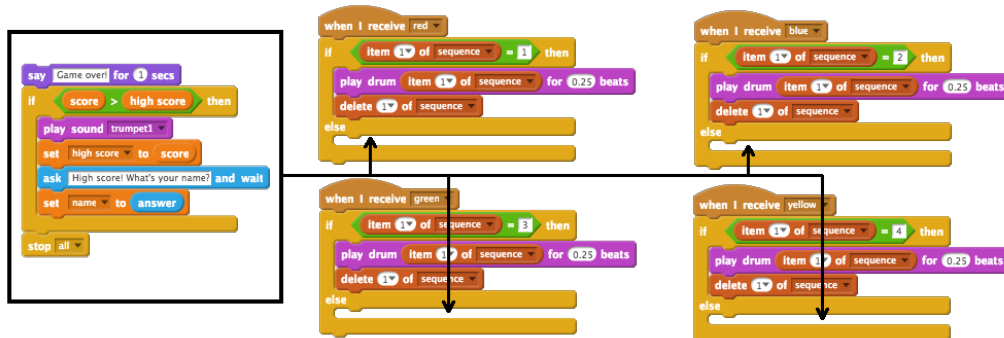 say Game over! for 1 secs
if score > high score then
play sound trumpet1
set high score to score
ask High score! What's your name? and wait
set name to answer
stop all
when I receive red
if item 1 of sequence = 1 then
play drum item 1 of sequence for 0.25 beats
delete 1 of sequence
else
when I receive blue
if item 1 of sequence = 2 then
play drum item 1 of sequence for 0.25 beats
delete 1 of sequence
else
when I receive green
if item 1 of sequence = 3 then
play drum item 1 of sequence for 0.25 beats
delete 1 of sequence
else
when I receive yellow
if item 1 of sequence = 4 then
play drum item 1 of sequence for 0.25 beats
delete 1 of sequence
else